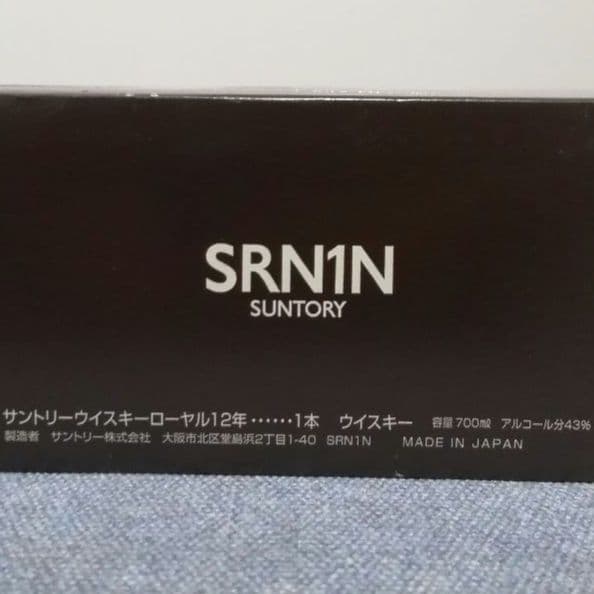 SRN1N
SUNTORY
サントリーウイスキーローヤル12年……1本 ウイスキー 容量700㎖ アルコール分43%
製造者 サントリー株式会社 大阪市北区堂島浜2丁目1-40 SRN1N MADE IN JAPAN